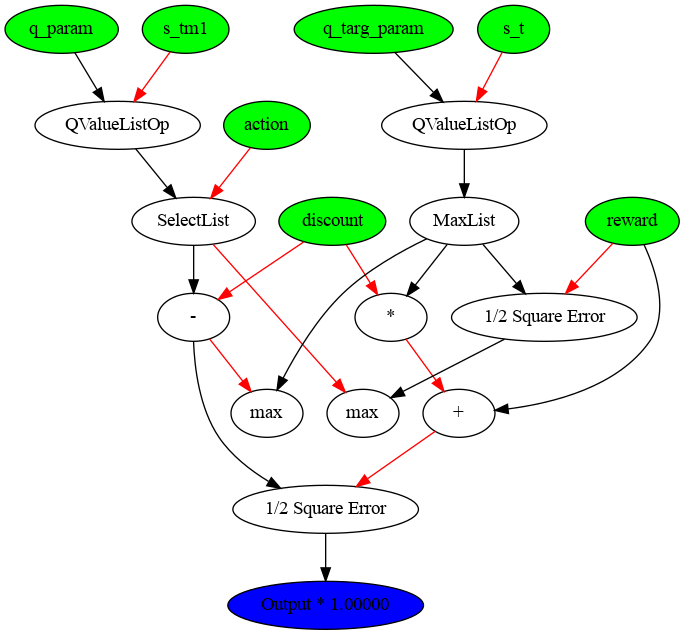 q_param
s_tm1
q_targ_param
s_t
QValueListOp
action
QValueListOp
SelectList
discount
MaxList
reward
-
*
1/2 Square Error
max
max
+
1/2 Square Error
Output * 1.00000